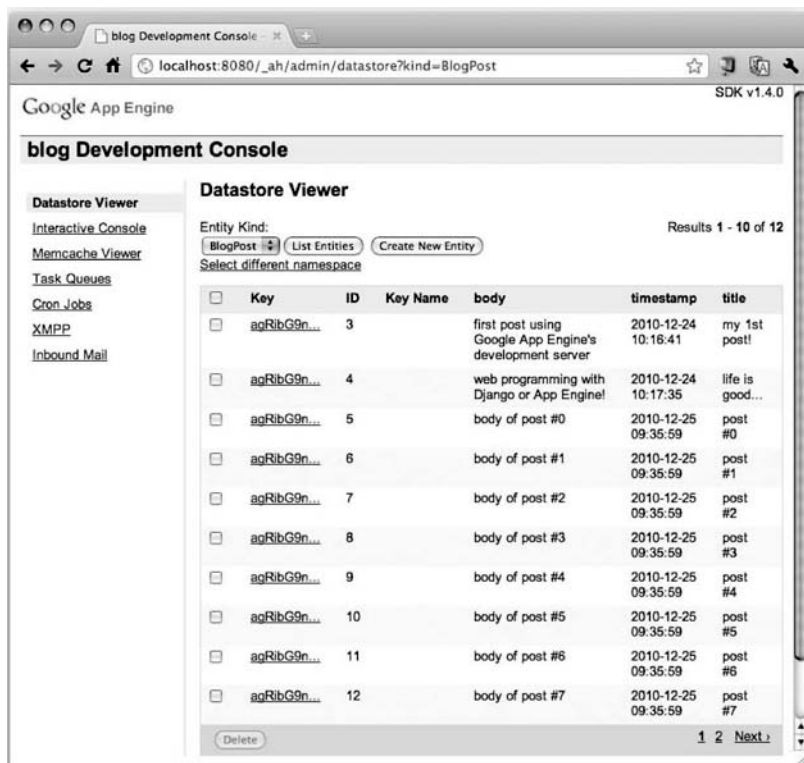 blog Development Console -
localhost:8080/_ah/admin/datastore?kind=BlogPost
SDK v1.4.0
Google App Engine
blog Development Console
Datastore Viewer
Interactive Console
Memcache Viewer
Task Queues
Cron Jobs
XMPP
Inbound Mail
Datastore Viewer
Entity Kind:
Results 1 - 10 of 12
BlogPost List Entities Create New Entity
Select different namespace
Key ID Key Name body timestamp title
agRibG9n... 3 first post using 2010-12-24 my 1st
Google App Engine's 10:16:41 post!
development server
agRibG9n... 4 web programming with 2010-12-24 life is
Django or App Engine! 10:17:35 good...
agRibG9n... 5 body of post #0 2010-12-25 post
09:35:59 #0
agRibG9n... 6 body of post #1 2010-12-25 post
09:35:59 #1
agRibG9n... 7 body of post #2 2010-12-25 post
09:35:59 #2
agRibG9n... 8 body of post #3 2010-12-25 post
09:35:59 #3
agRibG9n... 9 body of post #4 2010-12-25 post
09:35:59 #4
agRibG9n... 10 body of post #5 2010-12-25 post
09:35:59 #5
agRibG9n... 11 body of post #6 2010-12-25 post
09:35:59 #6
agRibG9n... 12 body of post #7 2010-12-25 post
09:35:59 #7
Delete 1 2 Next ›